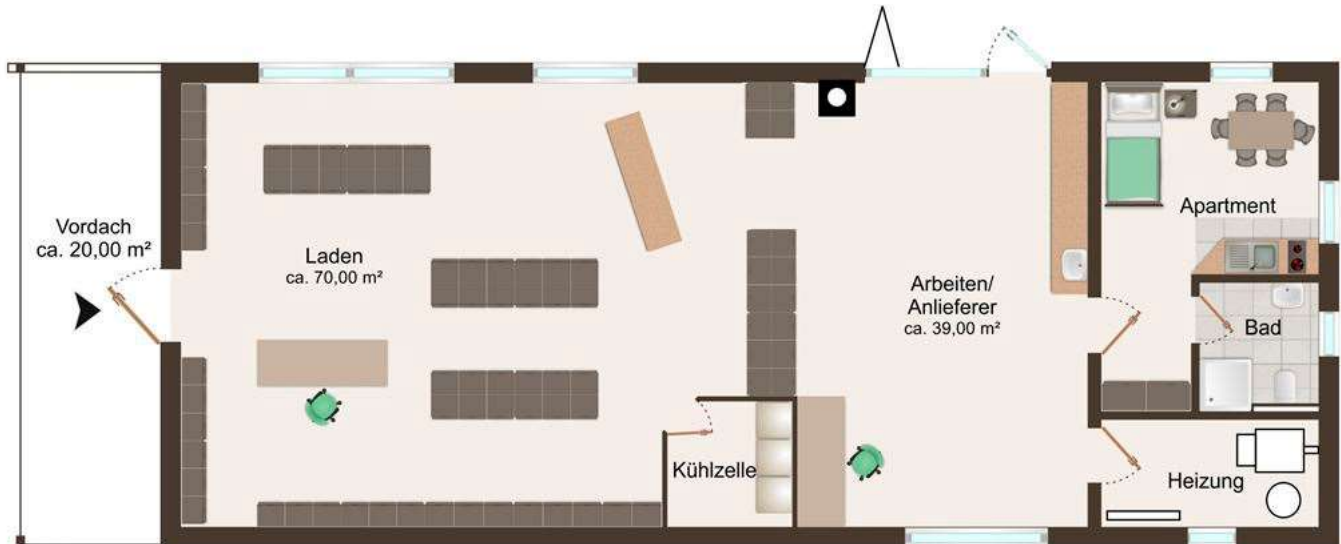 Vordach
ca. 20,00 m²
Laden
ca. 70,00 m²
Arbeiten/
Anlieferer
ca. 39,00 m²
Apartment
Bad
Kühlzelle
Heizung